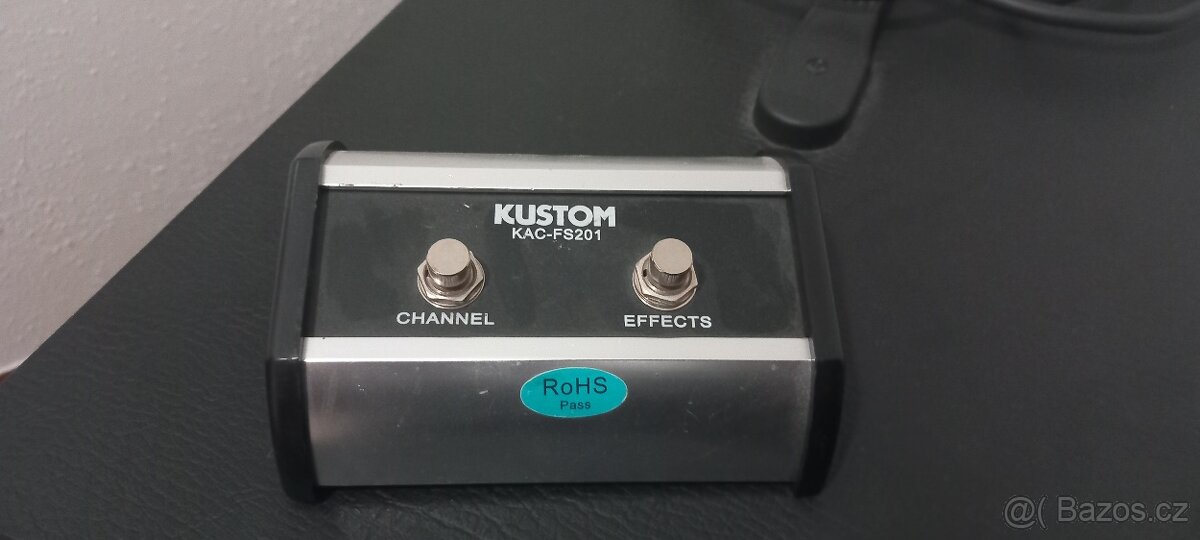 KUSTOM
KAC-FS201
CHANNEL
EFFECTS
RoHS
Pass
@( Bazos.cz